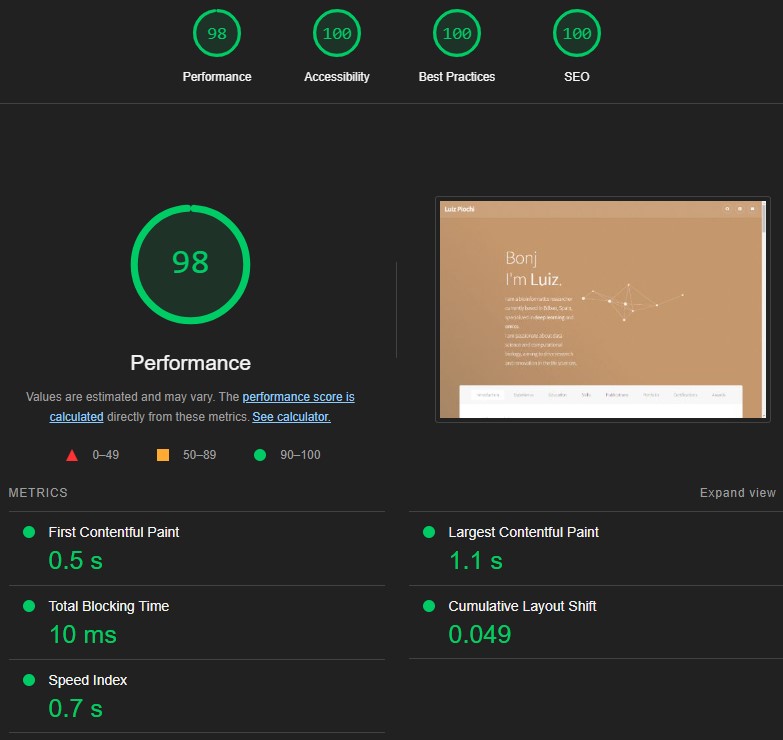 98
100
100
100
Performance
Accessibility
Best Practices
SEO
98
Performance
Values are estimated and may vary. The performance score is
calculated directly from these metrics. See calculator.
0–49
50–89
90–100
Luiz Piochi
Bonj
I'm Luiz.
METRICS
Expand view
First Contentful Paint
0.5 s
Largest Contentful Paint
1.1 s
Total Blocking Time
10 ms
Cumulative Layout Shift
0.049
Speed Index
0.7 s